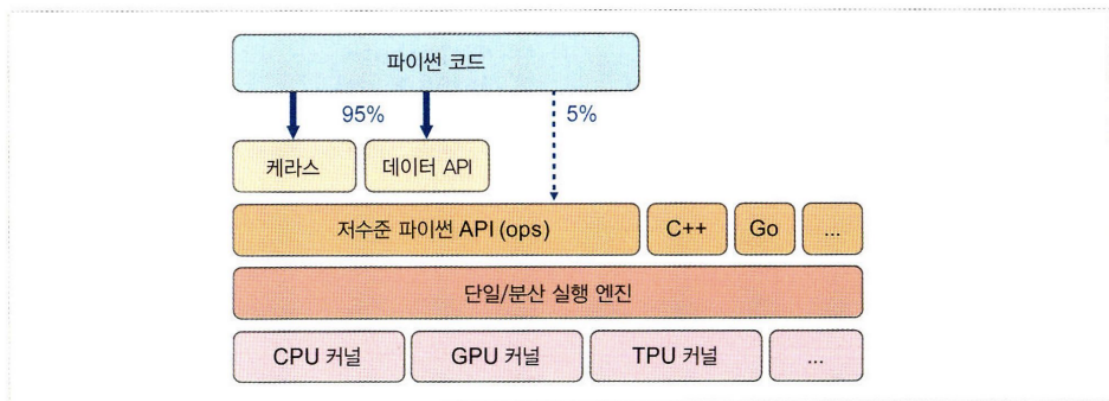 파이썬 코드
95%
5%
케라스
데이터 API
저수준 파이썬 API (ops)
C++
Go
...
단일/분산 실행 엔진
CPU 커널
GPU 커널
TPU 커널
...